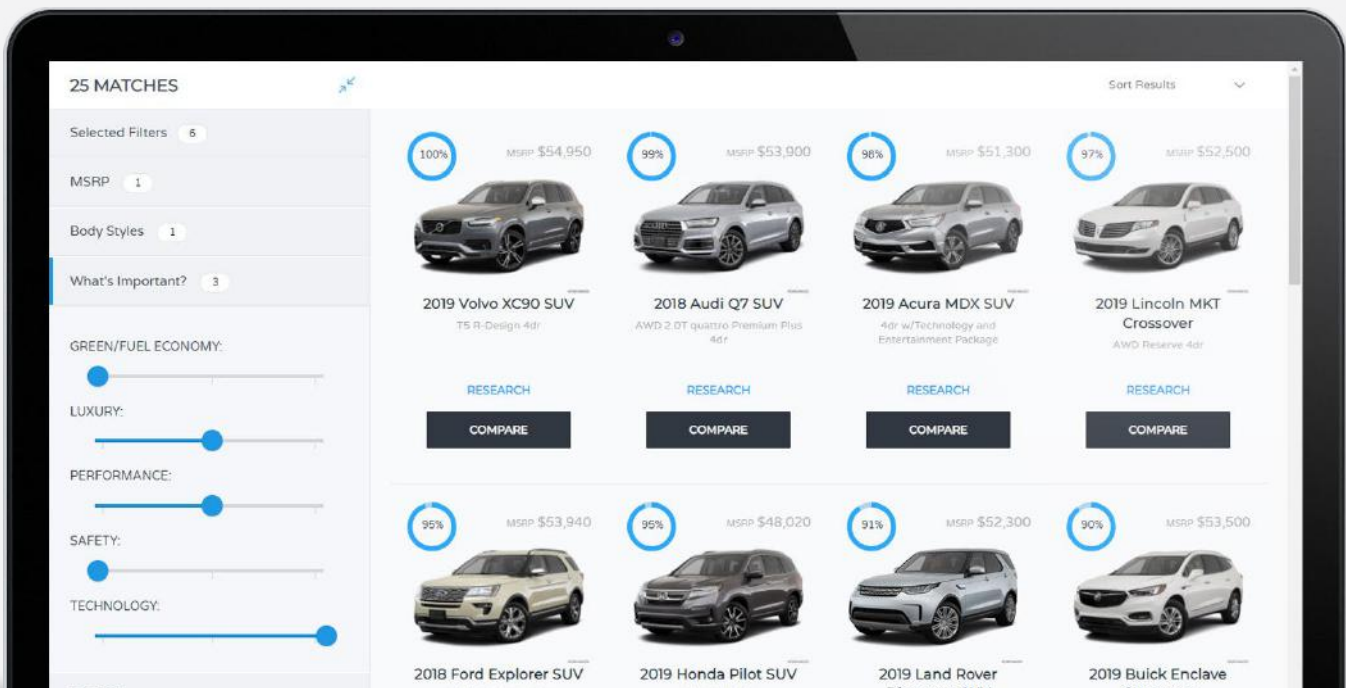 25 MATCHES
Sort Results
Selected Filters 6
MSRP 1
Body Styles 1
What's Important? 3
GREEN/FUEL ECONOMY:
LUXURY:
PERFORMANCE:
SAFETY:
TECHNOLOGY:
100% MSRP $54,950
2019 Volvo XC90 SUV
T5 R-Design 4dr
RESEARCH
COMPARE
99% MSRP $53,900
2018 Audi Q7 SUV
AWD 2.0T quattro Premium Plus
4dr
RESEARCH
COMPARE
98% MSRP $51,300
2019 Acura MDX SUV
4dr w/Technology and
Entertainment Package
RESEARCH
COMPARE
97% MSRP $52,500
2019 Lincoln MKT
Crossover
AWD Reserve 4dr
RESEARCH
COMPARE
95% MSRP $53,940
2018 Ford Explorer SUV
95% MSRP $48,020
2019 Honda Pilot SUV
91% MSRP $52,300
2019 Land Rover
90% MSRP $53,500
2019 Buick Enclave